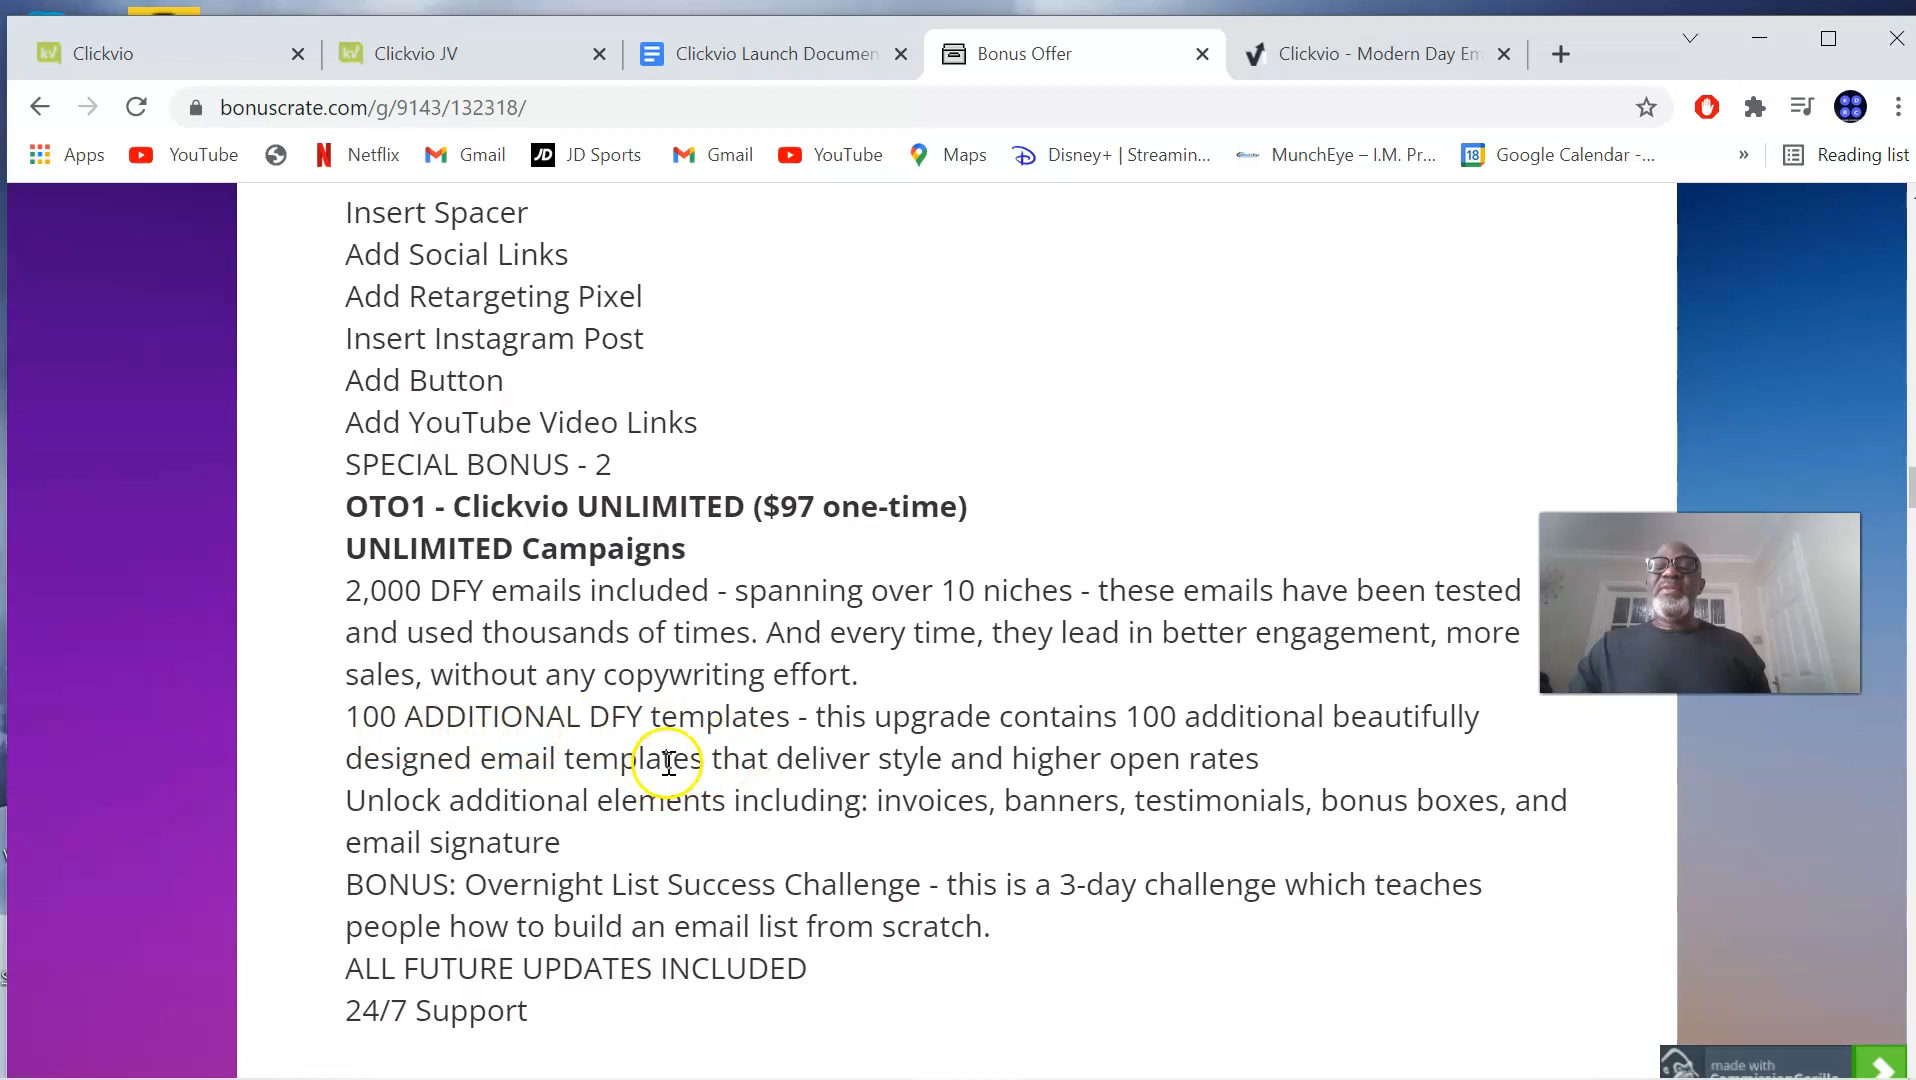 Clickvio
Clickvio JV
Clickvio Launch Documen
Bonus Offer
Clickvio - Modern Day Em
bonuscrate.com/g/9143/132318/
Apps
YouTube
Netflix
Gmail
JD
JD Sports
Gmail
YouTube
Maps
Disney+ | Streamin...
MunchEye – I.M. Pr...
18
Google Calendar -...
»
Reading list
Insert Spacer
Add Social Links
Add Retargeting Pixel
Insert Instagram Post
Add Button
Add YouTube Video Links
SPECIAL BONUS - 2
OTO1 - Clickvio UNLIMITED ($97 one-time)
UNLIMITED Campaigns
2,000 DFY emails included - spanning over 10 niches - these emails have been tested
and used thousands of times. And every time, they lead in better engagement, more
sales, without any copywriting effort.
100 ADDITIONAL DFY templates - this upgrade contains 100 additional beautifully
designed email templates that deliver style and higher open rates
Unlock additional elements including: invoices, banners, testimonials, bonus boxes, and
email signature
BONUS: Overnight List Success Challenge - this is a 3-day challenge which teaches
people how to build an email list from scratch.
ALL FUTURE UPDATES INCLUDED
24/7 Support
made with